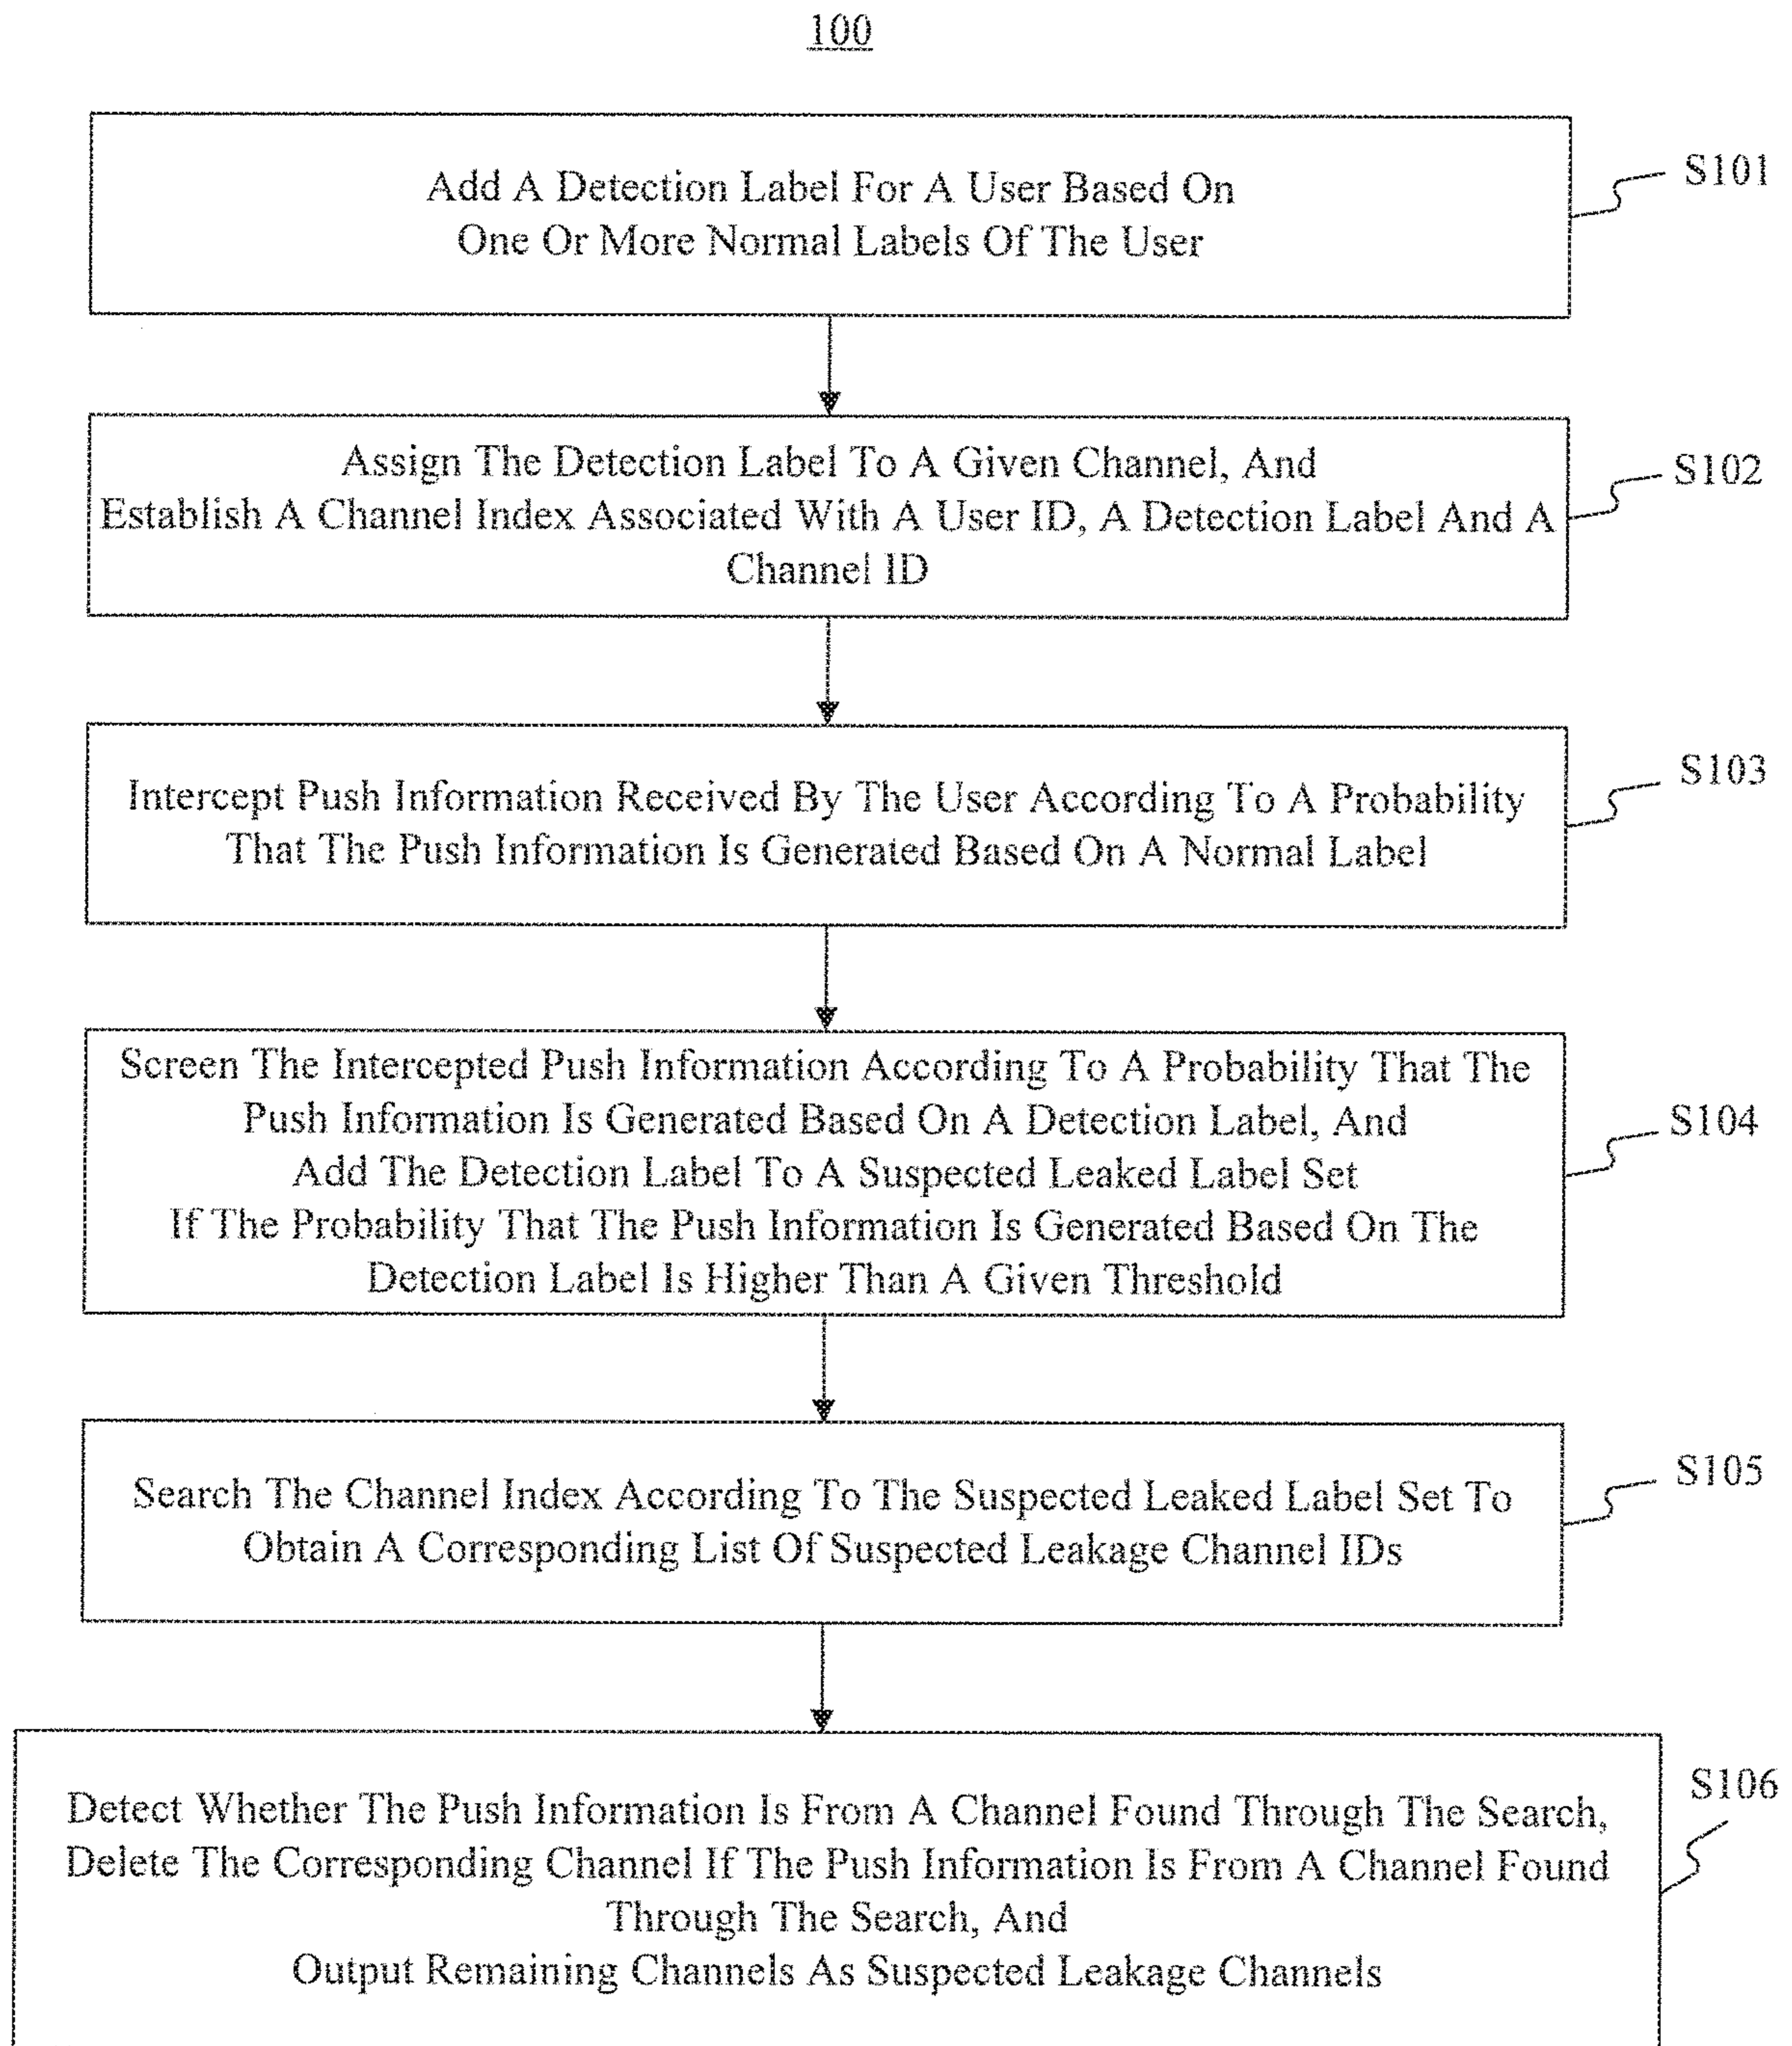 100
Add A Detection Label For A User Based On
One Or More Normal Labels Of The User
S101
Assign The Detection Label To A Given Channel, And
Establish A Channel Index Associated With A User ID, A Detection Label And A
Channel ID
S102
Intercept Push Information Received By The User According To A Probability
That The Push Information Is Generated Based On A Normal Label
S103
Screen The Intercepted Push Information According To A Probability That The
Push Information Is Generated Based On A Detection Label, And
Add The Detection Label To A Suspected Leaked Label Set
If The Probability That The Push Information Is Generated Based On The
Detection Label Is Higher Than A Given Threshold
S104
Search The Channel Index According To The Suspected Leaked Label Set To
Obtain A Corresponding List Of Suspected Leakage Channel IDs
S105
Detect Whether The Push Information Is From A Channel Found Through The Search,
Delete The Corresponding Channel If The Push Information Is From A Channel Found
Through The Search, And
Output Remaining Channels As Suspected Leakage Channels
S106